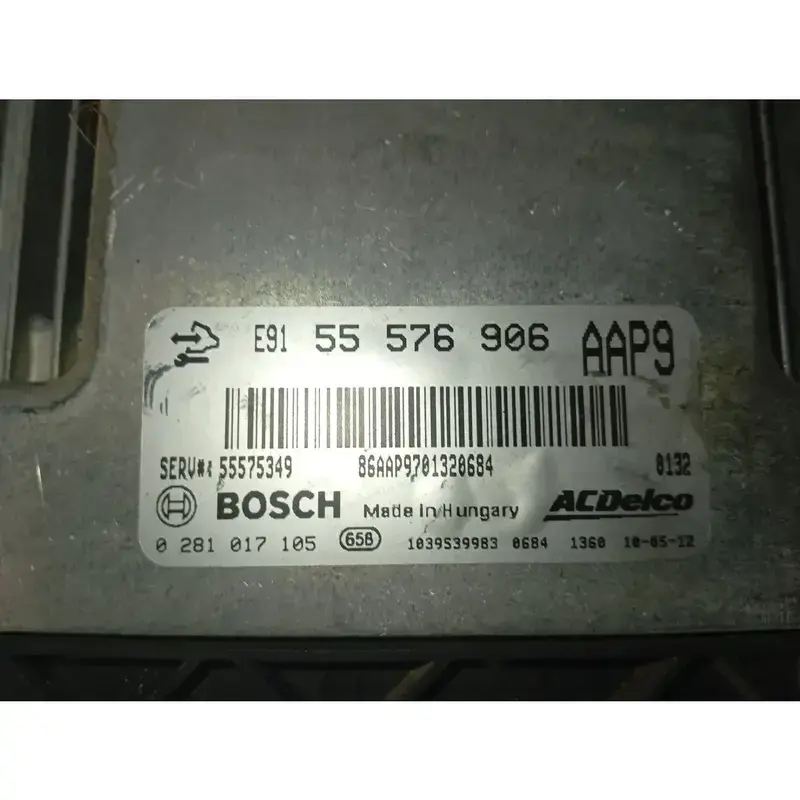 E91 55 576 906 AAP9
SERV#: 55575349 86AAP9701320684 0132
BOSCH Made in Hungary ACDelco
0 281 017 105 658 1039S39983 0684 1360 10-05-12